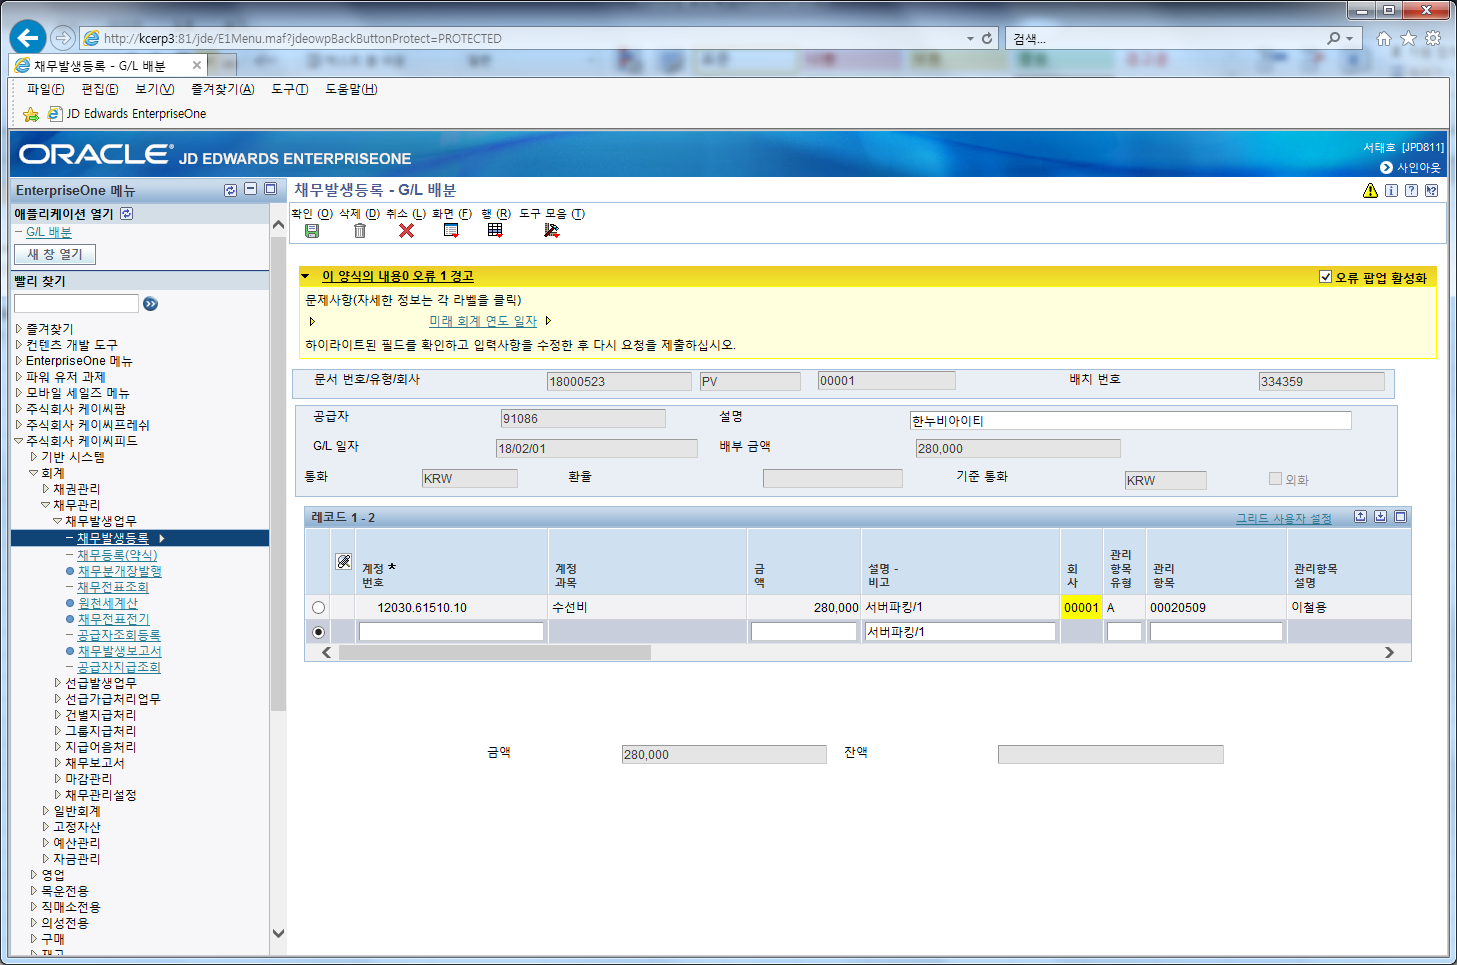 http://kcerp3:81/jde/E1Menu.maf?jdeowpBackButtonProtect=PROTECTED
검색...
채무발생등록 - G/L 배분
파일(F) 편집(E) 보기(V) 즐겨찾기(A) 도구(T) 도움말(H)
JD Edwards EnterpriseOne
ORACLE JD EDWARDS ENTERPRISEONE
서태호 [JPD811]
사인아웃
EnterpriseOne 메뉴
애플리케이션 열기
G/L 배분
새 창 열기
빨리 찾기
즐겨찾기
컨텐츠 개발 도구
EnterpriseOne 메뉴
파워 유저 과제
모바일 세일즈 메뉴
주식회사 케이씨팜
주식회사 케이씨프레쉬
주식회사 케이씨피드
기반 시스템
회계
채권관리
채무관리
채무발생업무
채무발생등록
채무등록(약식)
채무분개장발행
채무전표조회
원천세계산
채무전표전기
공급자조회등록
채무발생보고서
공급자지급조회
선급발생업무
선급가급처리업무
건별지급처리
그룹지급처리
지급어음처리
채무보고서
마감관리
채무관리설정
일반회계
고정자산
예산관리
자금관리
영업
목운전용
직매소전용
의성전용
구매
재고
채무발생등록 - G/L 배분
확인 (O) 삭제 (D) 취소 (L) 화면 (F) 행 (R) 도구 모음 (T)
이 양식의 내용0 오류 1 경고
오류 팝업 활성화
문제사항(자세한 정보는 각 라벨을 클릭)
미래 회계 연도 일자
하이라이트된 필드를 확인하고 입력사항을 수정한 후 다시 요청을 제출하십시오.
문서 번호/유형/회사 18000523 PV 00001 배치 번호 334359
공급자 91086 설명 한누비아이티
G/L 일자 18/02/01 배부 금액 280,000
통화 KRW 환율 기준 통화 KRW 외화
레코드 1 - 2 그리드 사용자 설정
계정 * 번호 계정 과목 금 액 설명 - 비고 회 사 관리 항목 유형 관리 항목 관리항목 설명
12030.61510.10 수선비 280,000 서버파킹/1 00001 A 00020509 이철용
서버파킹/1
금액 280,000 잔액